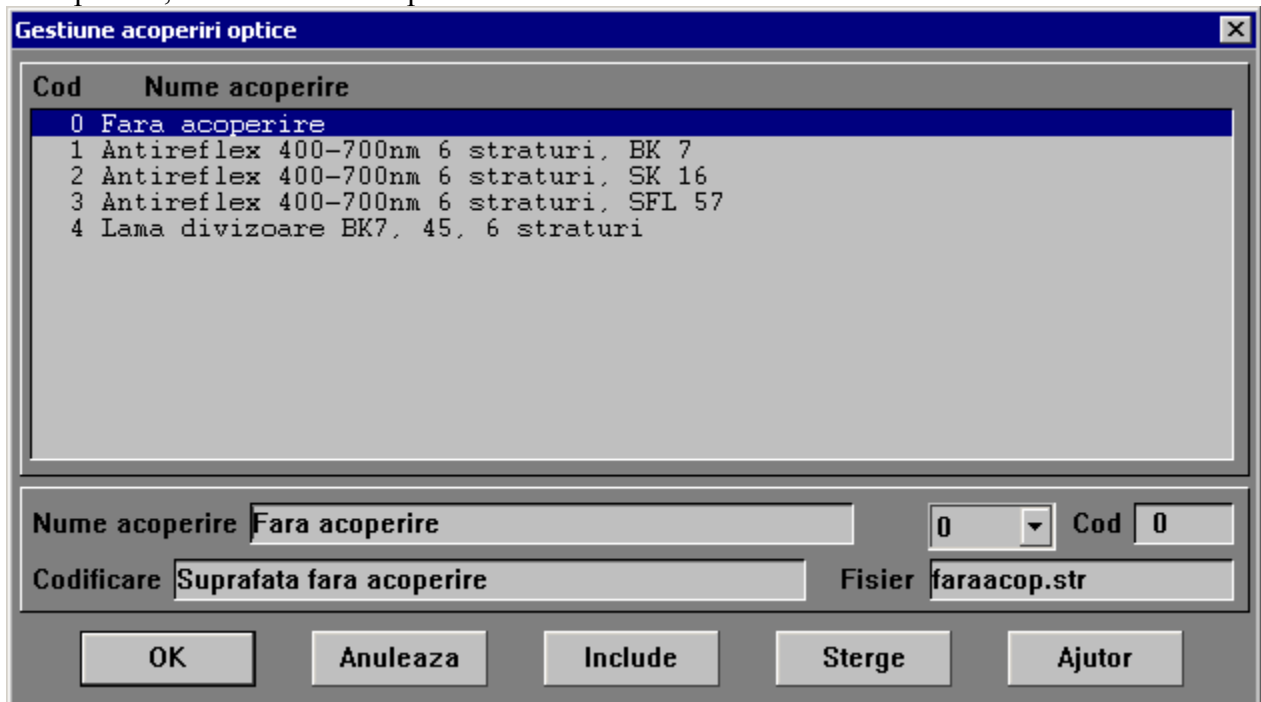 Gestiune acoperiri optice
Cod Nume acoperire
0 Fara acoperire
1 Antireflex 400-700nm 6 straturi, BK 7
2 Antireflex 400-700nm 6 straturi, SK 16
3 Antireflex 400-700nm 6 straturi, SFL 57
4 Lama divizoare BK7, 45, 6 straturi
Nume acoperire Fara acoperire 0 Cod 0
Codificare Suprafata fara acoperire Fisier faraacop.str
OK Anuleaza Include Sterge Ajutor